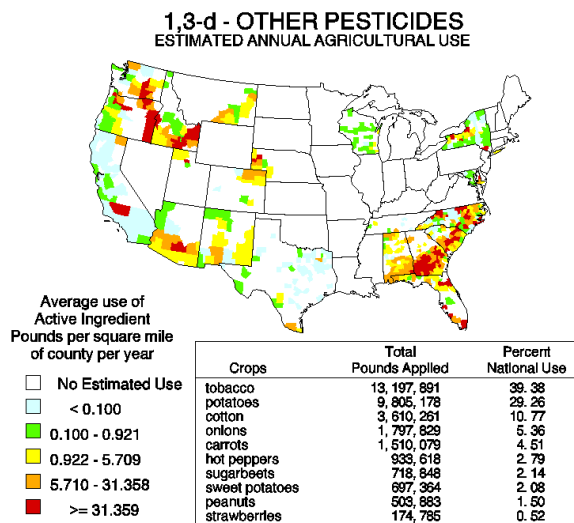 1,3-d - OTHER PESTICIDES
ESTIMATED ANNUAL AGRICULTURAL USE
Average use of
Active Ingredient
Pounds per square mile
of county per year
No Estimated Use
< 0.100
0.100 - 0.921
0.922 - 5.709
5.710 - 31.358
>= 31.359
Crops Total Pounds Applied Percent National Use
tobacco 13, 197, 891 39. 38
potatoes 9, 805, 178 29. 26
cotton 3, 610, 261 10. 77
onions 1, 797, 829 5. 36
carrots 1, 510, 079 4. 51
hot peppers 933, 618 2. 79
sugarbeets 718, 848 2. 14
sweet potatoes 697, 364 2. 08
peanuts 503, 883 1. 50
strawberries 174, 785 0. 52